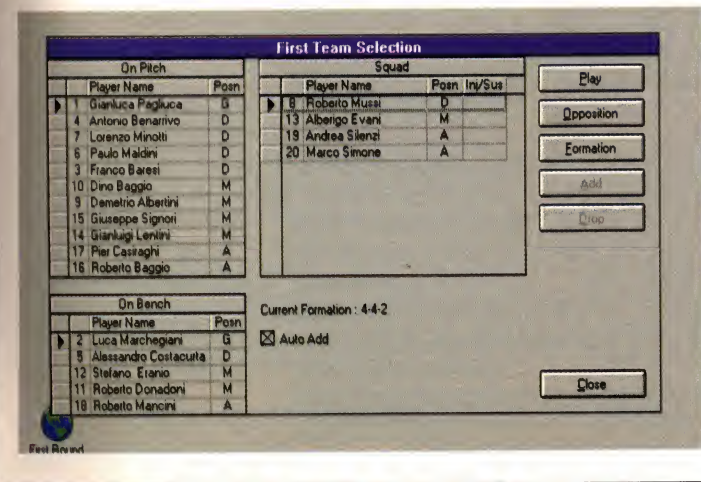 First Team Selection
On Pitch
Player Name Posn
1 Gianluca Pagliuca G
4 Antonio Benarrivo D
7 Lorenzo Minotti D
6 Paulo Maldini D
3 Franco Baresi D
10 Dino Baggio M
9 Demetrio Albertini M
15 Giuseppe Signori M
14 Gianluigi Lentini M
17 Pier Casiraghi A
16 Roberto Baggio A
On Bench
Player Name Posn
2 Luca Marchegiani G
5 Alessandro Costacurta D
12 Stefano Eranio M
11 Roberto Donadoni M
18 Roberto Mancini A
Squad
Player Name Posn Inj/Sus
8 Roberto Mussi D
13 Alberigo Evani M
19 Andrea Silenzi A
20 Marco Simone A
Current Formation : 4-4-2
Auto Add
Play
Opposition
Formation
Add
Drop
Close
First Round